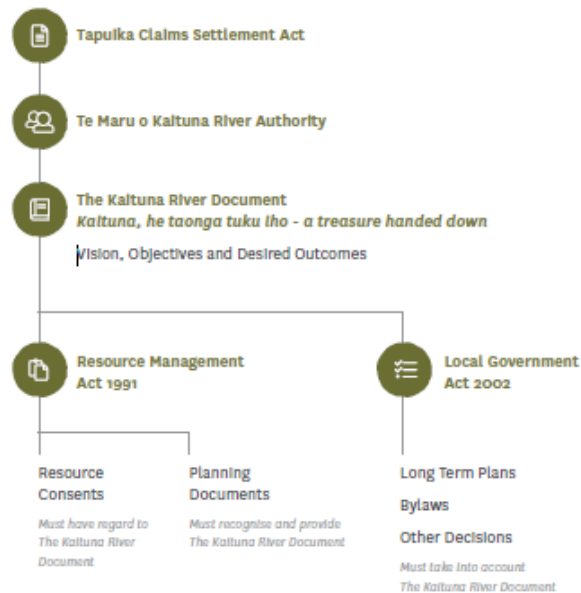 Tapuika Claims Settlement Act
Te Maru o Kaituna River Authority
The Kaituna River Document
Kaituna, he taonga tuku iho - a treasure handed down
Vision, Objectives and Desired Outcomes
Resource Management
Act 1991
Local Government
Act 2002
Resource
Consents
Must have regard to
The Kaituna River
Document
Planning
Documents
Must recognise and provide
The Kaituna River Document
Long Term Plans
Bylaws
Other Decisions
Must take into account
The Kaituna River Document